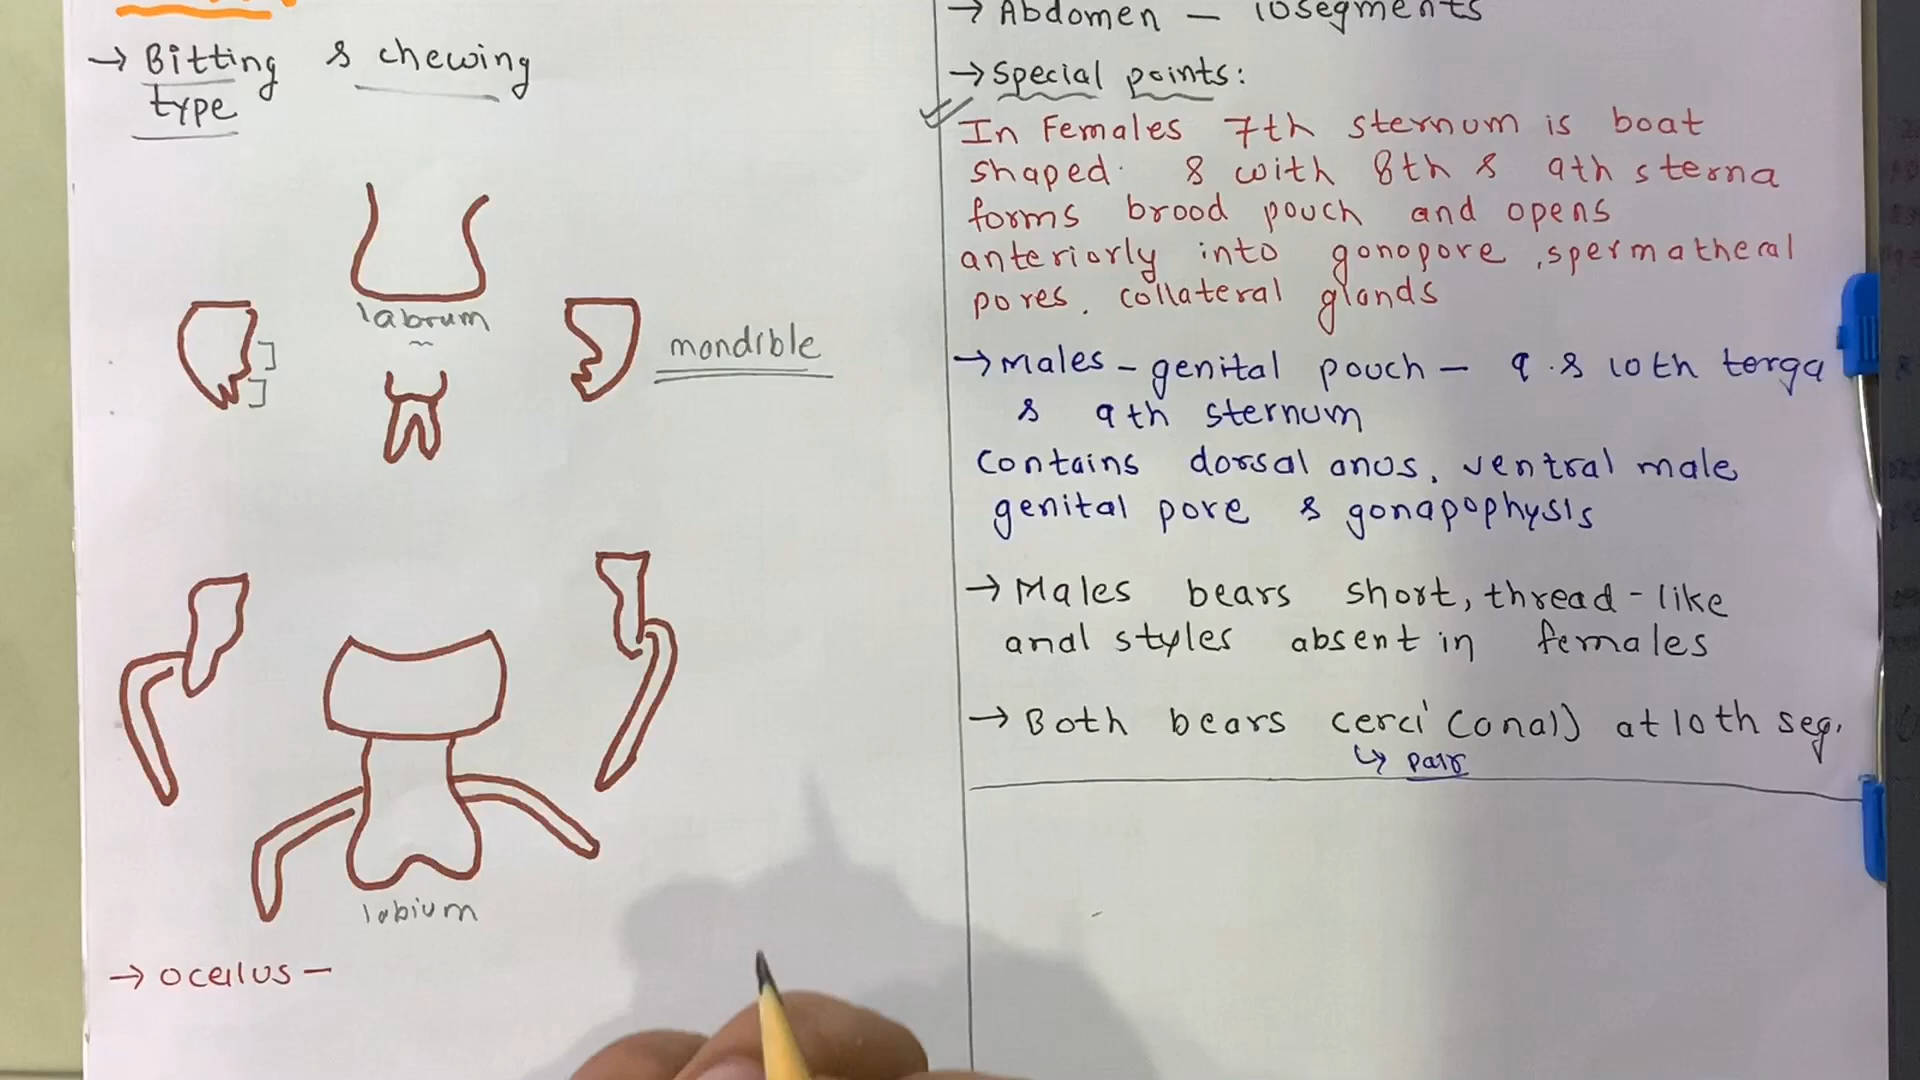 → Bitting & chewing
type
labrum
mandible
labium
→ ocellus –
→ Abdomen – 10segments
→ Special points:
In Females 7th sternum is boat
shaped. & with 8th & 9th sterna
forms brood pouch and opens
anteriorly into gonopore, spermathecal
pores, collateral glands
→ Males – genital pouch – 9 & 10th terga
& 9th sternum
contains dorsal anus, ventral male
genital pore & gonapophysis
→ Males bears short, thread-like
anal styles absent in females
→ Both bears cerci (anal) at 10th seg.
↳ pair